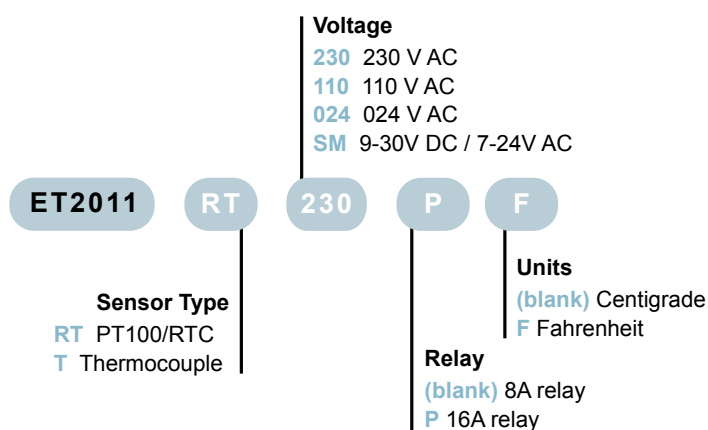 Voltage
230 230 V AC
110 110 V AC
024 024 V AC
SM 9-30V DC / 7-24V AC
ET2011 RT 230 P F
Sensor Type
RT PT100/RTC
T Thermocouple
Units
(blank) Centigrade
F Fahrenheit
Relay
(blank) 8A relay
P 16A relay